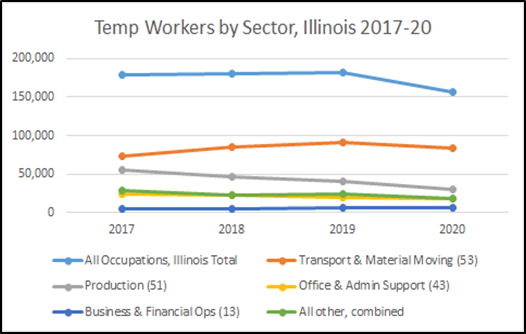 Temp Workers by Sector, Illinois 2017-20
200,000
150,000
100,000
50,000
0
2017 2018 2019 2020
All Occupations, Illinois Total Transport & Material Moving (53)
Production (51) Office & Admin Support (43)
Business & Financial Ops (13) All other, combined